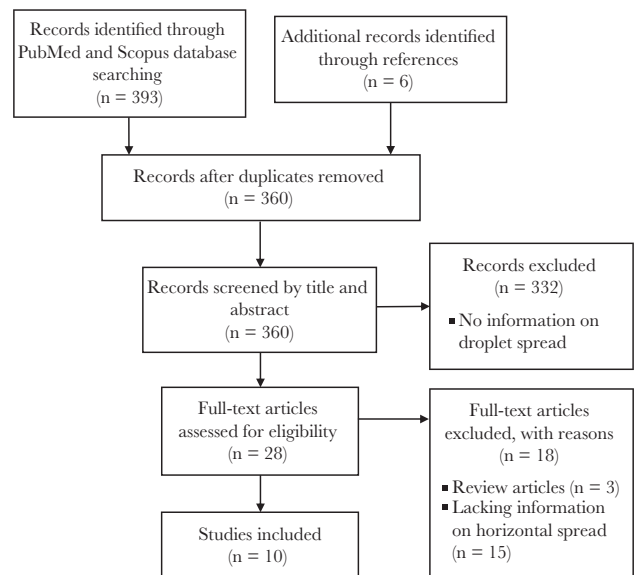 Records identified through
PubMed and Scopus database
searching
(n = 393)
Additional records identified
through references
(n = 6)
Records after duplicates removed
(n = 360)
Records screened by title and
abstract
(n = 360)
Records excluded
(n = 332)
▪ No information on
droplet spread
Full-text articles
assessed for eligibility
(n = 28)
Full-text articles
excluded, with reasons
(n = 18)
▪ Review articles (n = 3)
▪ Lacking information
on horizontal spread
(n = 15)
Studies included
(n = 10)